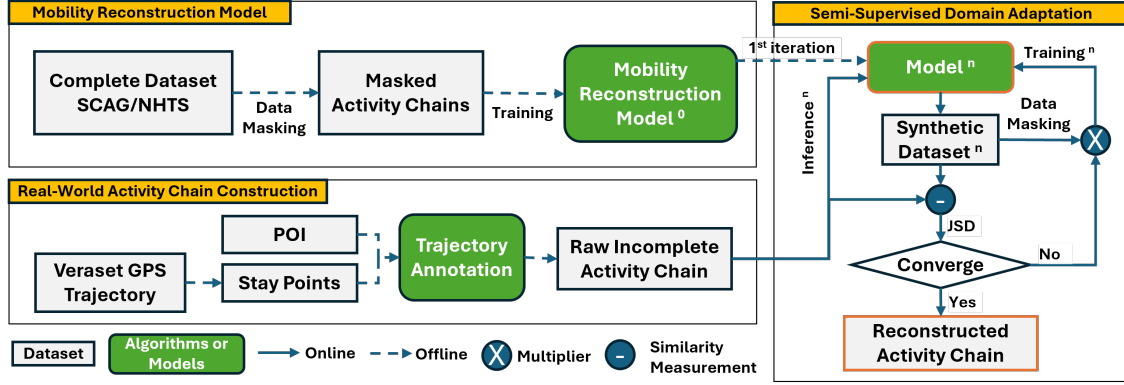 Mobility Reconstruction Model
Complete Dataset
SCAG/NHTS
Data
Masking
Masked
Activity Chains
Training
Mobility
Reconstruction
Model ⁰
1st iteration
Real-World Activity Chain Construction
Veraset GPS
Trajectory
POI
Stay Points
Trajectory
Annotation
Raw Incomplete
Activity Chain
Inference ⁿ
Semi-Supervised Domain Adaptation
Model ⁿ
Training ⁿ
Synthetic
Dataset ⁿ
Data
Masking
X
-
JSD
Converge
No
Yes
Reconstructed
Activity Chain
Dataset
Algorithms or
Models
Online
Offline
X
Multiplier
-
Similarity
Measurement